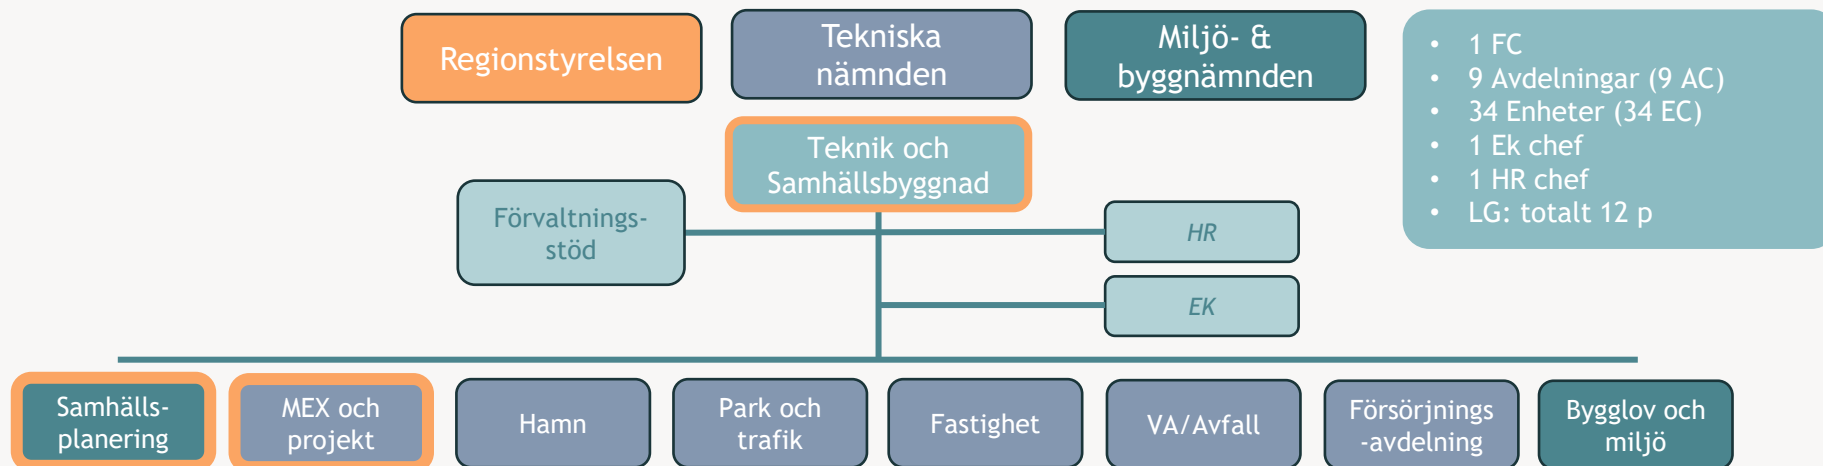 Regionstyrelsen
Tekniska
nämnden
Miljö- &
byggnämnden
• 1 FC
• 9 Avdelningar (9 AC)
• 34 Enheter (34 EC)
• 1 Ek chef
• 1 HR chef
• LG: totalt 12 p
Teknik och
Samhällsbyggnad
Förvaltnings-
stöd
HR
EK
Samhälls-
planering
MEX och
projekt
Hamn
Park och
trafik
Fastighet
VA/Avfall
Försörjnings
-avdelning
Bygglov och
miljö